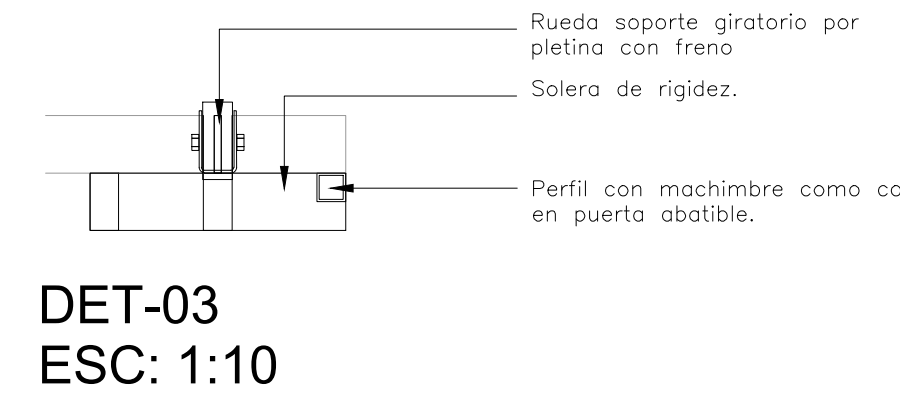 Rueda soporte giratorio por
pletina con freno
Solera de rigidez.
Perfil con machimbre como
en puerta abatible.
DET-03
ESC: 1:10